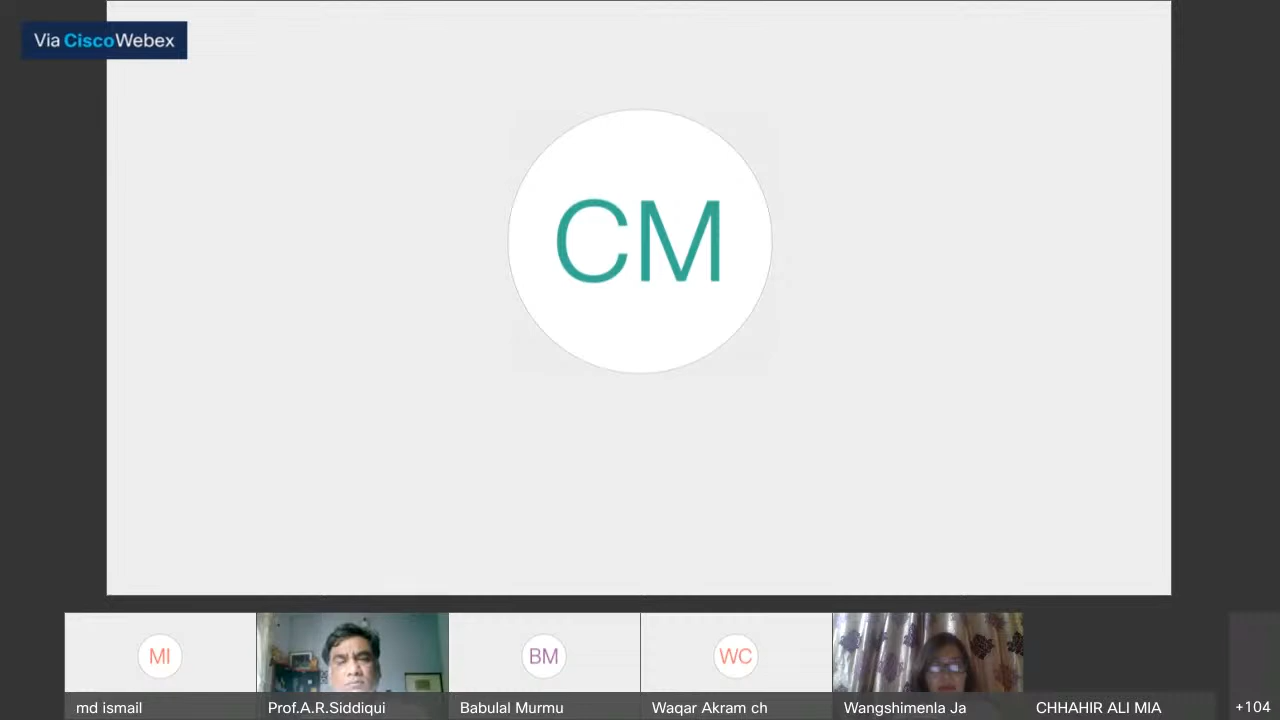 Via CiscoWebex
CM
MI
BM
WC
md ismail
Prof.A.R.Siddiqui
Babulal Murmu
Waqar Akram ch
Wangshimenla Ja
CHHAHIR ALI MIA
+104